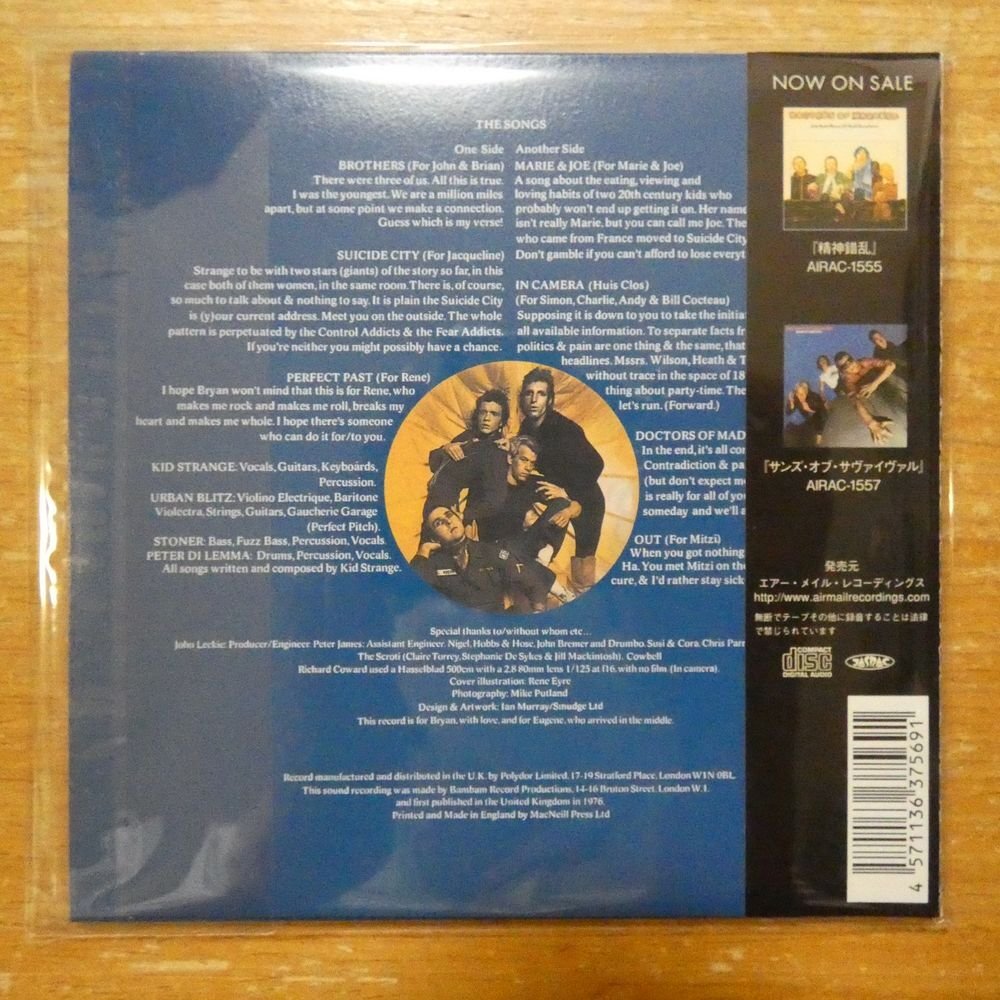 THE SONGS
One Side
BROTHERS (For John & Brian)
There were three of us. All this is true.
I was the youngest. We are a million miles
apart, but at some point we make a connection.
Guess which is my verse!
SUICIDE CITY (For Jacqueline)
Strange to be with two stars (giants) of the story so far, in this
case both of them women, in the same room. There is, of course,
so much to talk about & nothing to say. It is plain the Suicide City
is (y)our current address. Meet you on the outside. The whole
pattern is perpetuated by the Control Addicts & the Fear Addicts.
If you're neither you might possibly have a chance.
PERFECT PAST (For Rene)
I hope Bryan won't mind that this is for Rene, who
makes me rock and makes me roll, breaks my
heart and makes me whole. I hope there's someone
who can do it for/to you.
KID STRANGE: Vocals, Guitars, Keyboards,
Percussion.
URBAN BLITZ: Violino Electrique, Baritone
Violectra, Strings, Guitars, Gaucherie Garage
(Perfect Pitch).
STONER: Bass, Fuzz Bass, Percussion, Vocals.
PETER DI LEMMA: Drums, Percussion, Vocals.
All songs written and composed by Kid Strange.
Another Side
MARIE & JOE (For Marie & Joe)
A song about the eating, viewing and
loving habits of two 20th century kids who
probably won't end up getting it on. Her name
isn't really Marie, but you can call me Joe. The
who came from France moved to Suicide City
Don't gamble if you can't afford to lose everyt
IN CAMERA (Huis Clos)
(For Simon, Charlie, Andy & Bill Cocteau)
Supposing it is down to you to take the initia
all available information. To separate facts fr
politics & pain are one thing & the same, that
headlines. Mssrs. Wilson, Heath & T
without trace in the space of 18
thing about party-time. The
let's run. (Forward.)
DOCTORS OF MAD
In the end, it's all con
Contradiction & pa
(but don't expect m
is really for all of yo
someday and we'll a
OUT (For Mitzi)
When you got nothing
Ha. You met Mitzi on the
cure, & I'd rather stay sick
Special thanks to/without whom etc...
John Leckie: Producer/Engineer. Peter James: Assistant Engineer. Nigel, Hobbs & Hose, John Bremer and Drumbo. Susi & Cora. Chris Parr
The Scroti (Claire Torrey, Stephanie De Sykes & Jill Mackintosh). Cowbell
Richard Coward used a Hasselblad 500cm with a 2.8 80mm lens 1/125 at f16, with no film (In camera).
Cover illustration: Rene Eyre
Photography: Mike Putland
Design & Artwork: Ian Murray/Smudge Ltd
This record is for Bryan, with love, and for Eugene, who arrived in the middle.
Record manufactured and distributed in the U.K. by Polydor Limited, 17-19 Stratford Place, London W1N 0BL.
This sound recording was made by Bambam Record Productions, 14-16 Bruton Street, London W.1.
and first published in the United Kingdom in 1976.
Printed and Made in England by MacNeill Press Ltd
NOW ON SALE
『精神錯乱』
AIRAC-1555
『サンズ・オブ・サヴァイヴァル』
AIRAC-1557
発売元
エアー・メイル・レコーディングス
http://www.airmailrecordings.com
無断でテープその他に録音することは法律
で禁じられています
COMPACT
disc
DIGITAL AUDIO
JASRAC
4 571136 375691